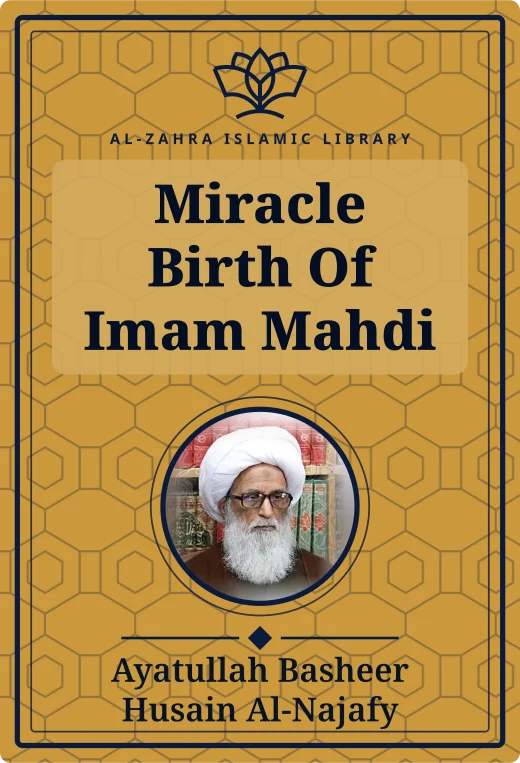 AL-ZAHRA ISLAMIC LIBRARY
Miracle
Birth Of
Imam Mahdi
Ayatullah Basheer
Husain Al-Najafy